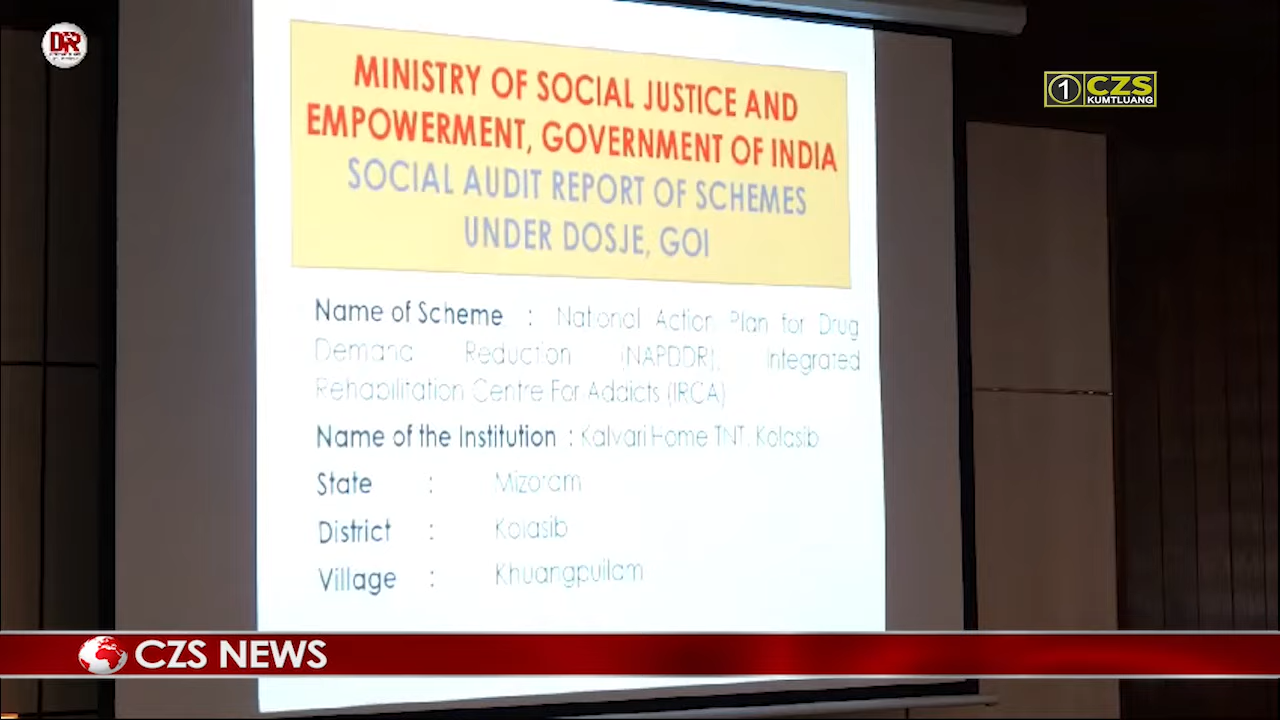 DR
1 CZS
KUMTLUANG
MINISTRY OF SOCIAL JUSTICE AND
EMPOWERMENT, GOVERNMENT OF INDIA
SOCIAL AUDIT REPORT OF SCHEMES
UNDER DOSJE, GOI
Name of Scheme : National Action Plan for Drug
Demand Reduction (NAPDDR), Integrated
Rehabilitation Centre For Addicts (IRCA)
Name of the Institution : Kalvari Home TNT, Kolasib
State : Mizoram
District : Kolasib
Village : Khuangpuilam
CZS NEWS